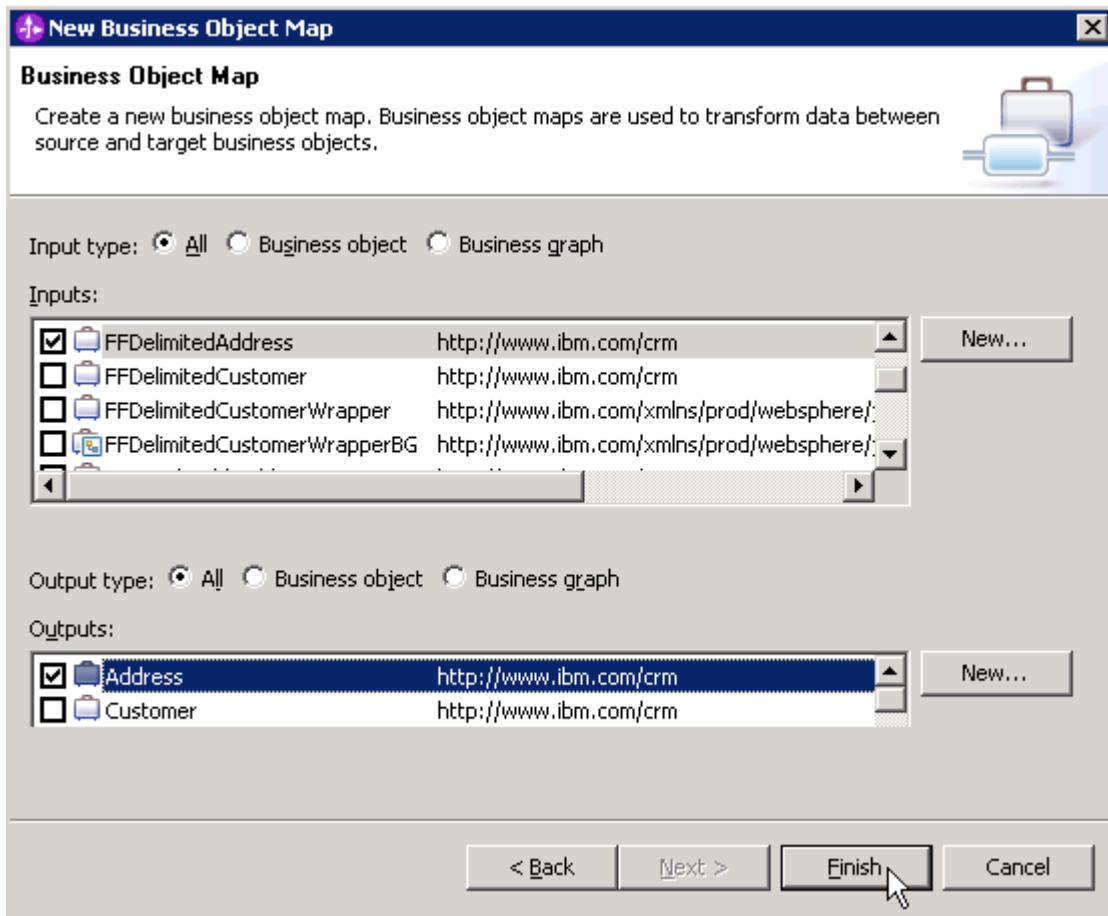 New Business Object Map
Business Object Map
Create a new business object map. Business object maps are used to transform data between
source and target business objects.
Input type: All Business object Business graph
Inputs:
FFDelimitedAddress http://www.ibm.com/crm
New...
FFDelimitedCustomer http://www.ibm.com/crm
FFDelimitedCustomerWrapper http://www.ibm.com/xmlns/prod/websphere/
FFDelimitedCustomerWrapperBG http://www.ibm.com/xmlns/prod/websphere/
Output type: All Business object Business graph
Outputs:
Address http://www.ibm.com/crm
New...
Customer http://www.ibm.com/crm
< Back Next > Finish Cancel